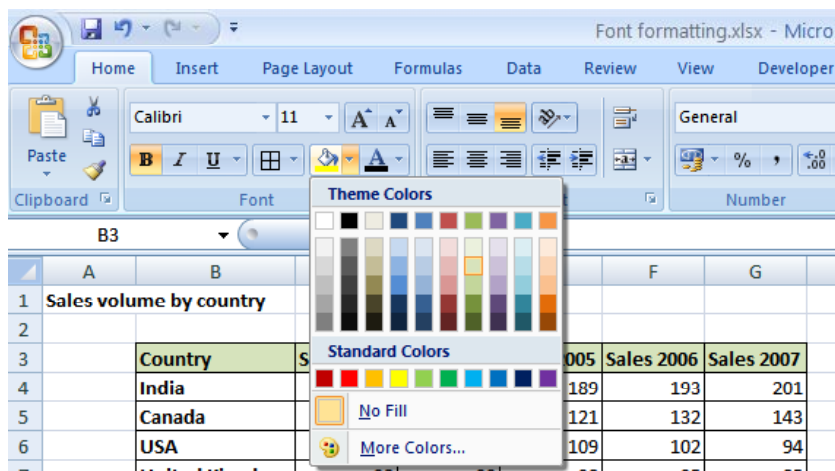 Font formatting.xlsx - Micro
Home Insert Page Layout Formulas Data Review View Developer
Calibri 11 A A General
Paste B I U A % , .00
Clipboard Font Number
Theme Colors
B3
A B F G
1 Sales volume by country
2
Standard Colors
3 Country S 005 Sales 2006 Sales 2007
4 India 189 193 201
No Fill
5 Canada 121 132 143
More Colors...
6 USA 109 102 94